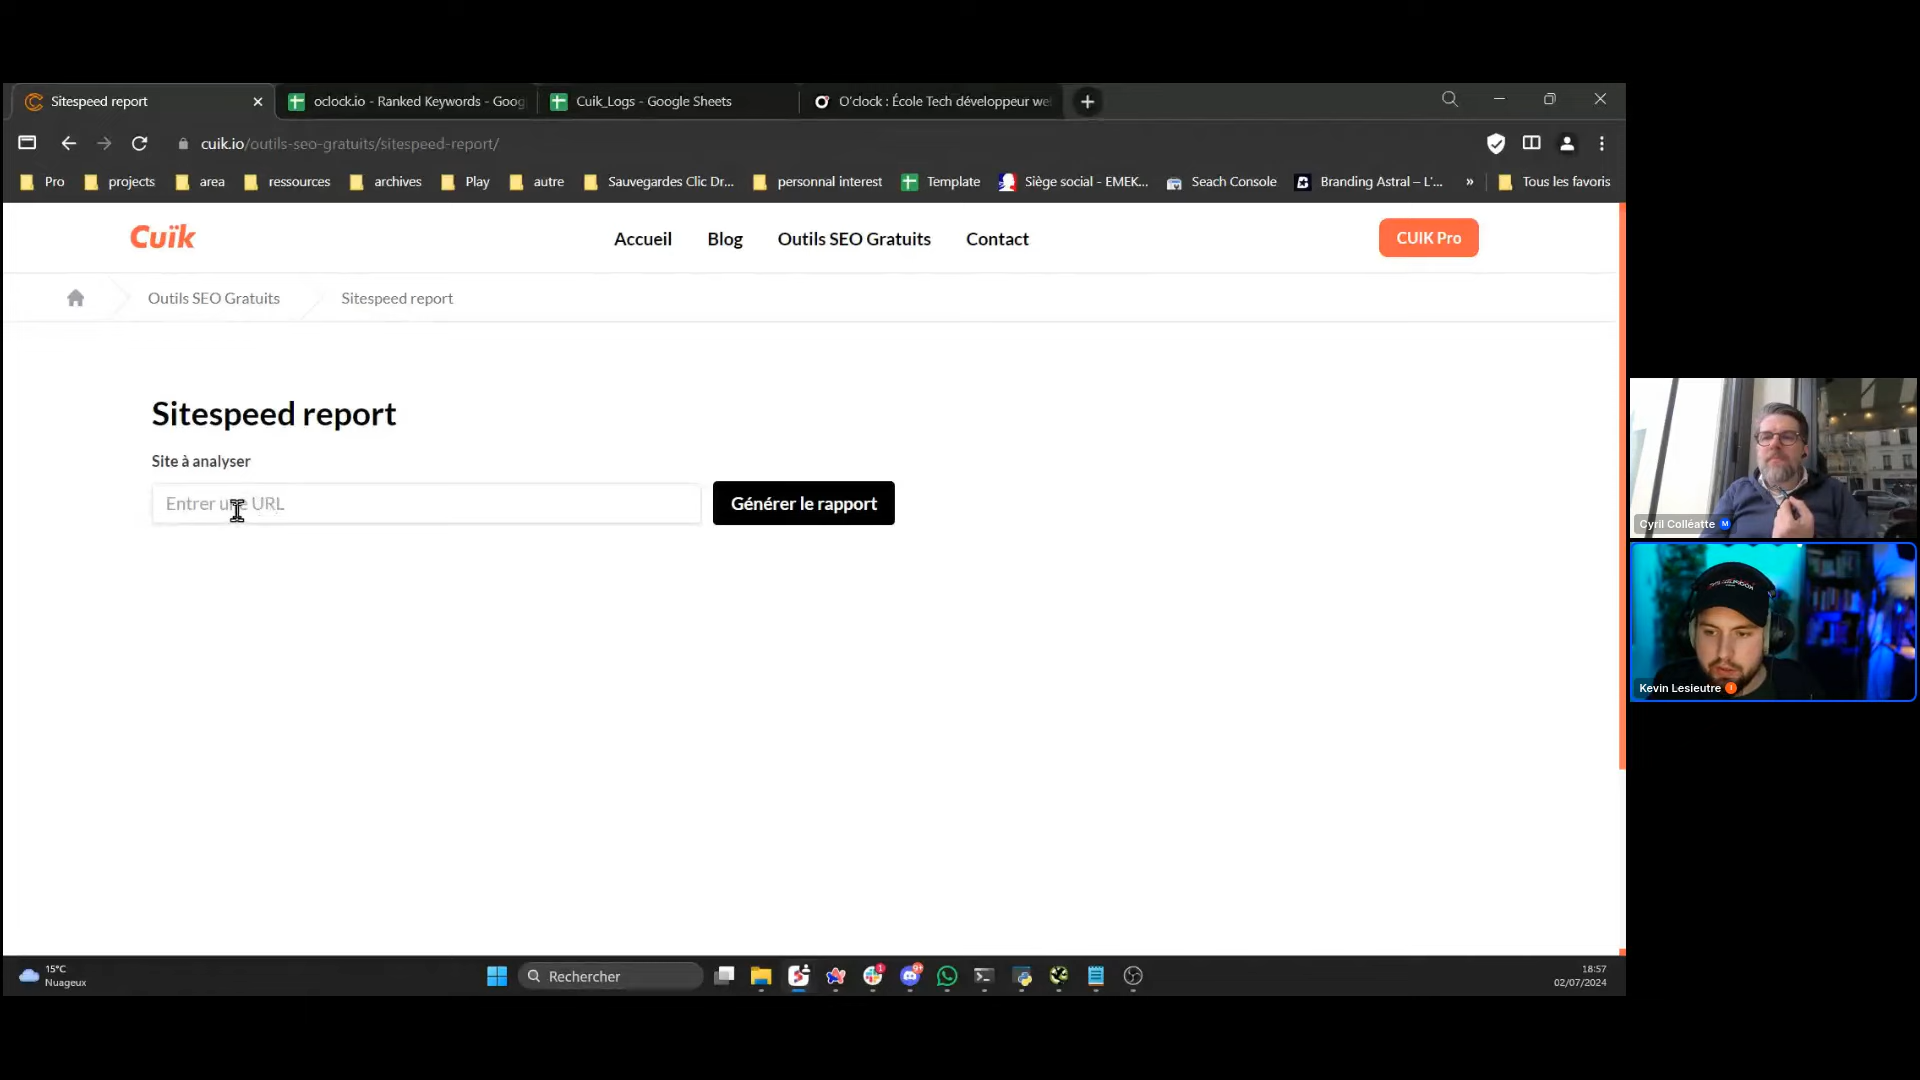 Sitespeed report
oclock.io - Ranked Keywords - Goog
Cuik_Logs - Google Sheets
O'clock : École Tech développeur we
cuik.io/outils-seo-gratuits/sitespeed-report/
Pro
projects
area
ressources
archives
Play
autre
Sauvegardes Clic Dr...
personnal interest
Template
Siège social - EMEK...
Seach Console
Branding Astral – L'...
»
Tous les favoris
Cuïk
Accueil
Blog
Outils SEO Gratuits
Contact
CUIK Pro
Outils SEO Gratuits
Sitespeed report
Sitespeed report
Site à analyser
Entrer une URL
Générer le rapport
Cyril Colléatte
Kevin Lesieutre
15°C
Nuageux
Rechercher
18:57
02/07/2024